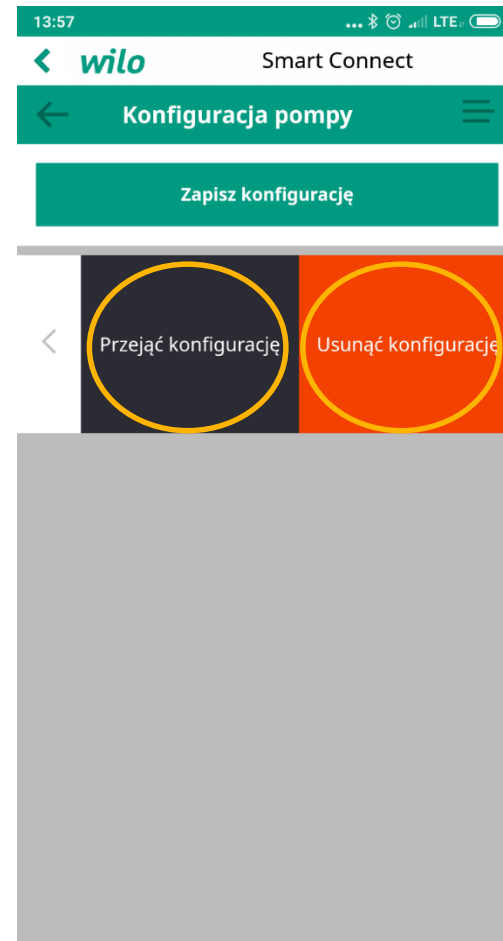 13:57 LTE
wilo Smart Connect
Konfiguracja pompy
Zapisz konfigurację
Przejąć konfigurację Usunąć konfigurację